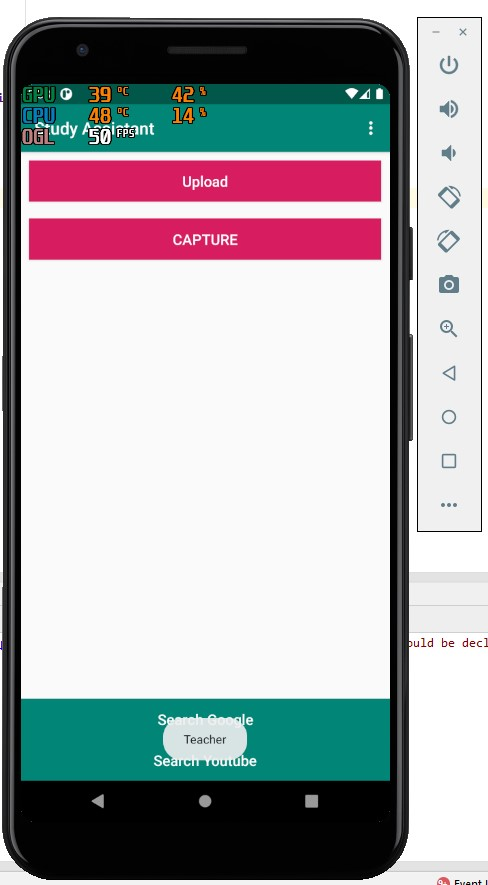 GPU 39 °C 42 %
CPU 48 °C 14 %
Study Assistant
OGL 50 FPS
Upload
CAPTURE
ould be decl
Search Google
Teacher
Search Youtube
Event L